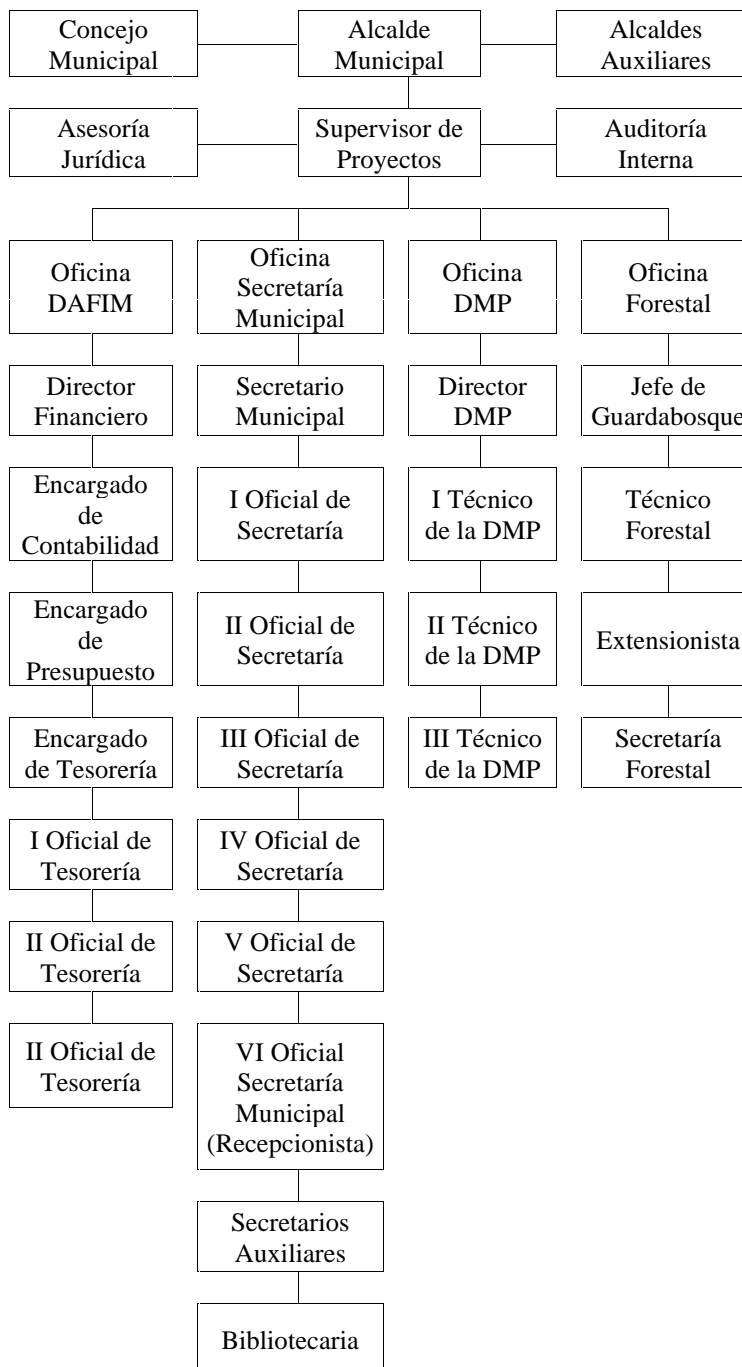 Concejo
Municipal
Alcalde
Municipal
Alcaldes
Auxiliares
Asesoría
Jurídica
Supervisor de
Proyectos
Auditoría
Interna
Oficina
DAFIM
Oficina
Secretaría
Municipal
Oficina
DMP
Oficina
Forestal
Director
Financiero
Secretario
Municipal
Director
DMP
Jefe de
Guardabosque
Encargado
de
Contabilidad
I Oficial de
Secretaría
I Técnico
de la DMP
Técnico
Forestal
Encargado
de
Presupuesto
II Oficial de
Secretaría
II Técnico
de la DMP
Extensionista
Encargado
de Tesorería
III Oficial de
Secretaría
III Técnico
de la DMP
Secretaría
Forestal
I Oficial de
Tesorería
IV Oficial de
Secretaría
II Oficial de
Tesorería
V Oficial de
Secretaría
II Oficial de
Tesorería
VI Oficial
Secretaría
Municipal
(Recepcionista)
Secretarios
Auxiliares
Bibliotecaria